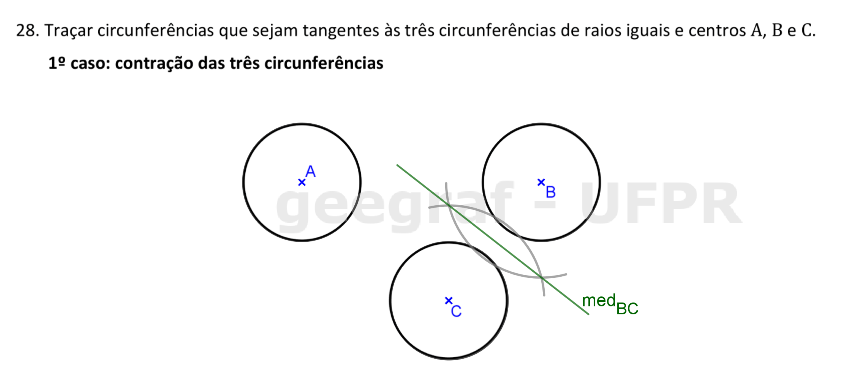 28. Traçar circunferências que sejam tangentes às três circunferências de raios iguais e centros A, B e C.
1º caso: contração das três circunferências
A
B
geegraf - UFPR
C
med_BC